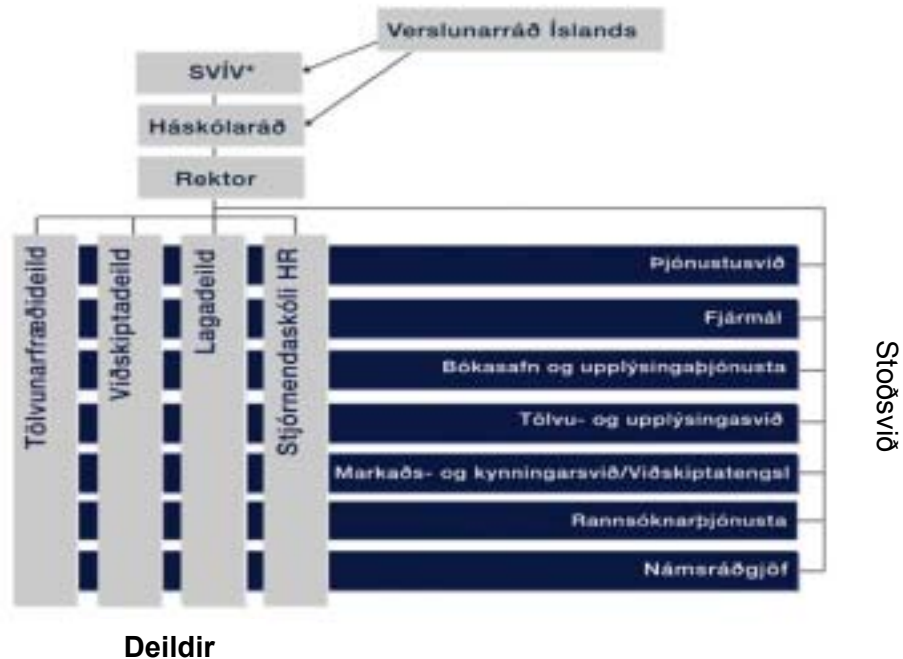 Verslunarráð Íslands
SVÍV*
Háskólaráð
Rektor
Tölvunarfræðideild
Viðskiptadeild
Lagadeild
Stjórnendaskóli HR
Þjónustusvið
Fjármál
Bókasafn og upplýsingaþjónusta
Tölvu- og upplýsingasvið
Markaðs- og kynningarsvið/Viðskiptatengsl
Rannsóknarþjónusta
Námsráðgjöf
Stoðsvið
Deildir